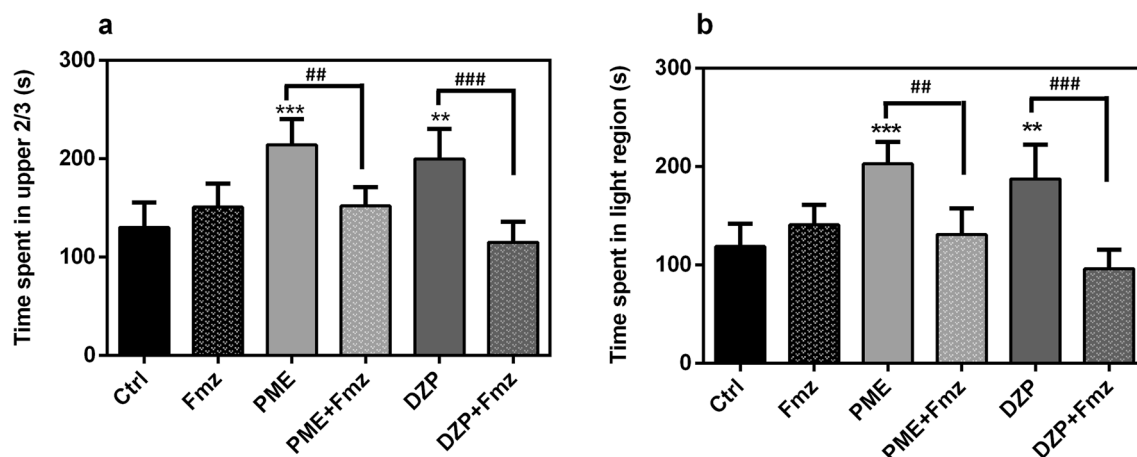 a
Time spent in upper 2/3 (s)
300
200
100
0
***
##
**
###
Ctrl
Fmz
PME
PME+Fmz
DZP
DZP+Fmz
b
Time spent in light region (s)
300
200
100
0
***
##
**
###
Ctrl
Fmz
PME
PME+Fmz
DZP
DZP+Fmz